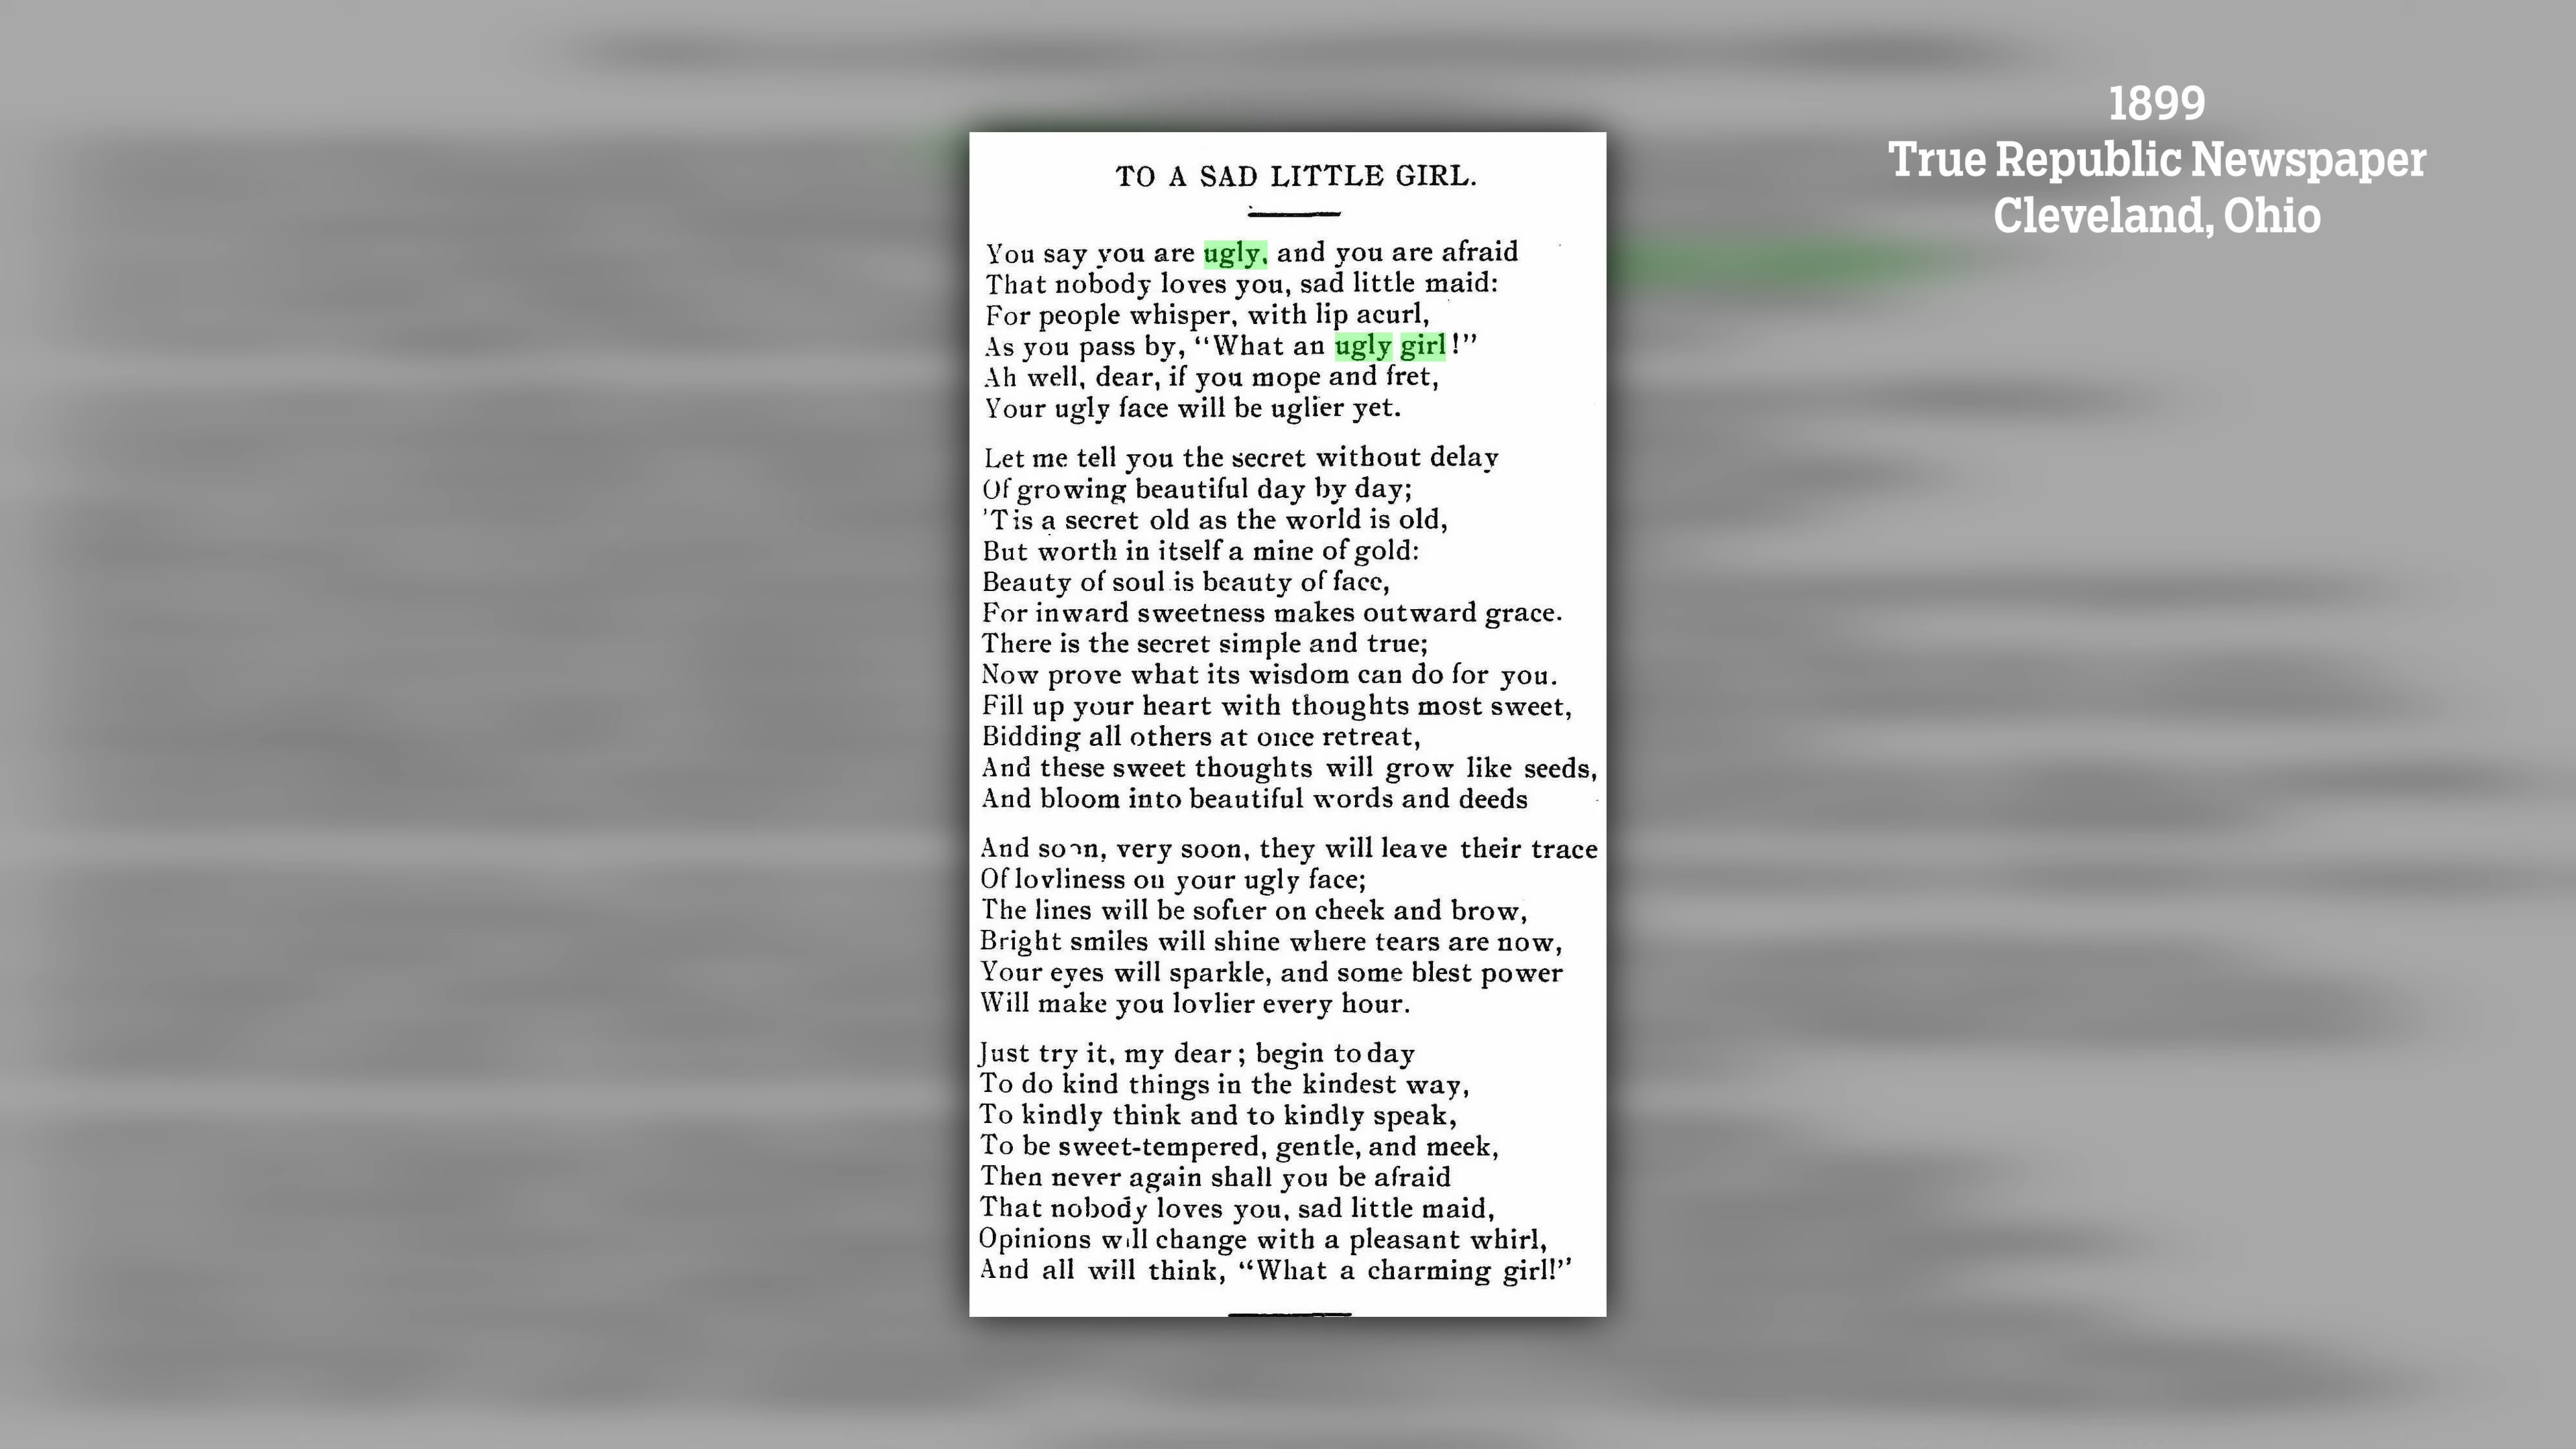 1899
True Republic Newspaper
Cleveland, Ohio
TO A SAD LITTLE GIRL.
You say you are ugly, and you are afraid
That nobody loves you, sad little maid:
For people whisper, with lip acurl,
As you pass by, “What an ugly girl!”
Ah well, dear, if you mope and fret,
Your ugly face will be uglier yet.
Let me tell you the secret without delay
Of growing beautiful day by day;
'Tis a secret old as the world is old,
But worth in itself a mine of gold:
Beauty of soul is beauty of face,
For inward sweetness makes outward grace.
There is the secret simple and true;
Now prove what its wisdom can do for you.
Fill up your heart with thoughts most sweet,
Bidding all others at once retreat,
And these sweet thoughts will grow like seeds,
And bloom into beautiful words and deeds
And soon, very soon, they will leave their trace
Of lovliness on your ugly face;
The lines will be softer on cheek and brow,
Bright smiles will shine where tears are now,
Your eyes will sparkle, and some blest power
Will make you lovlier every hour.
Just try it, my dear; begin to day
To do kind things in the kindest way,
To kindly think and to kindly speak,
To be sweet-tempered, gentle, and meek,
Then never again shall you be afraid
That nobody loves you, sad little maid,
Opinions will change with a pleasant whirl,
And all will think, “What a charming girl!”